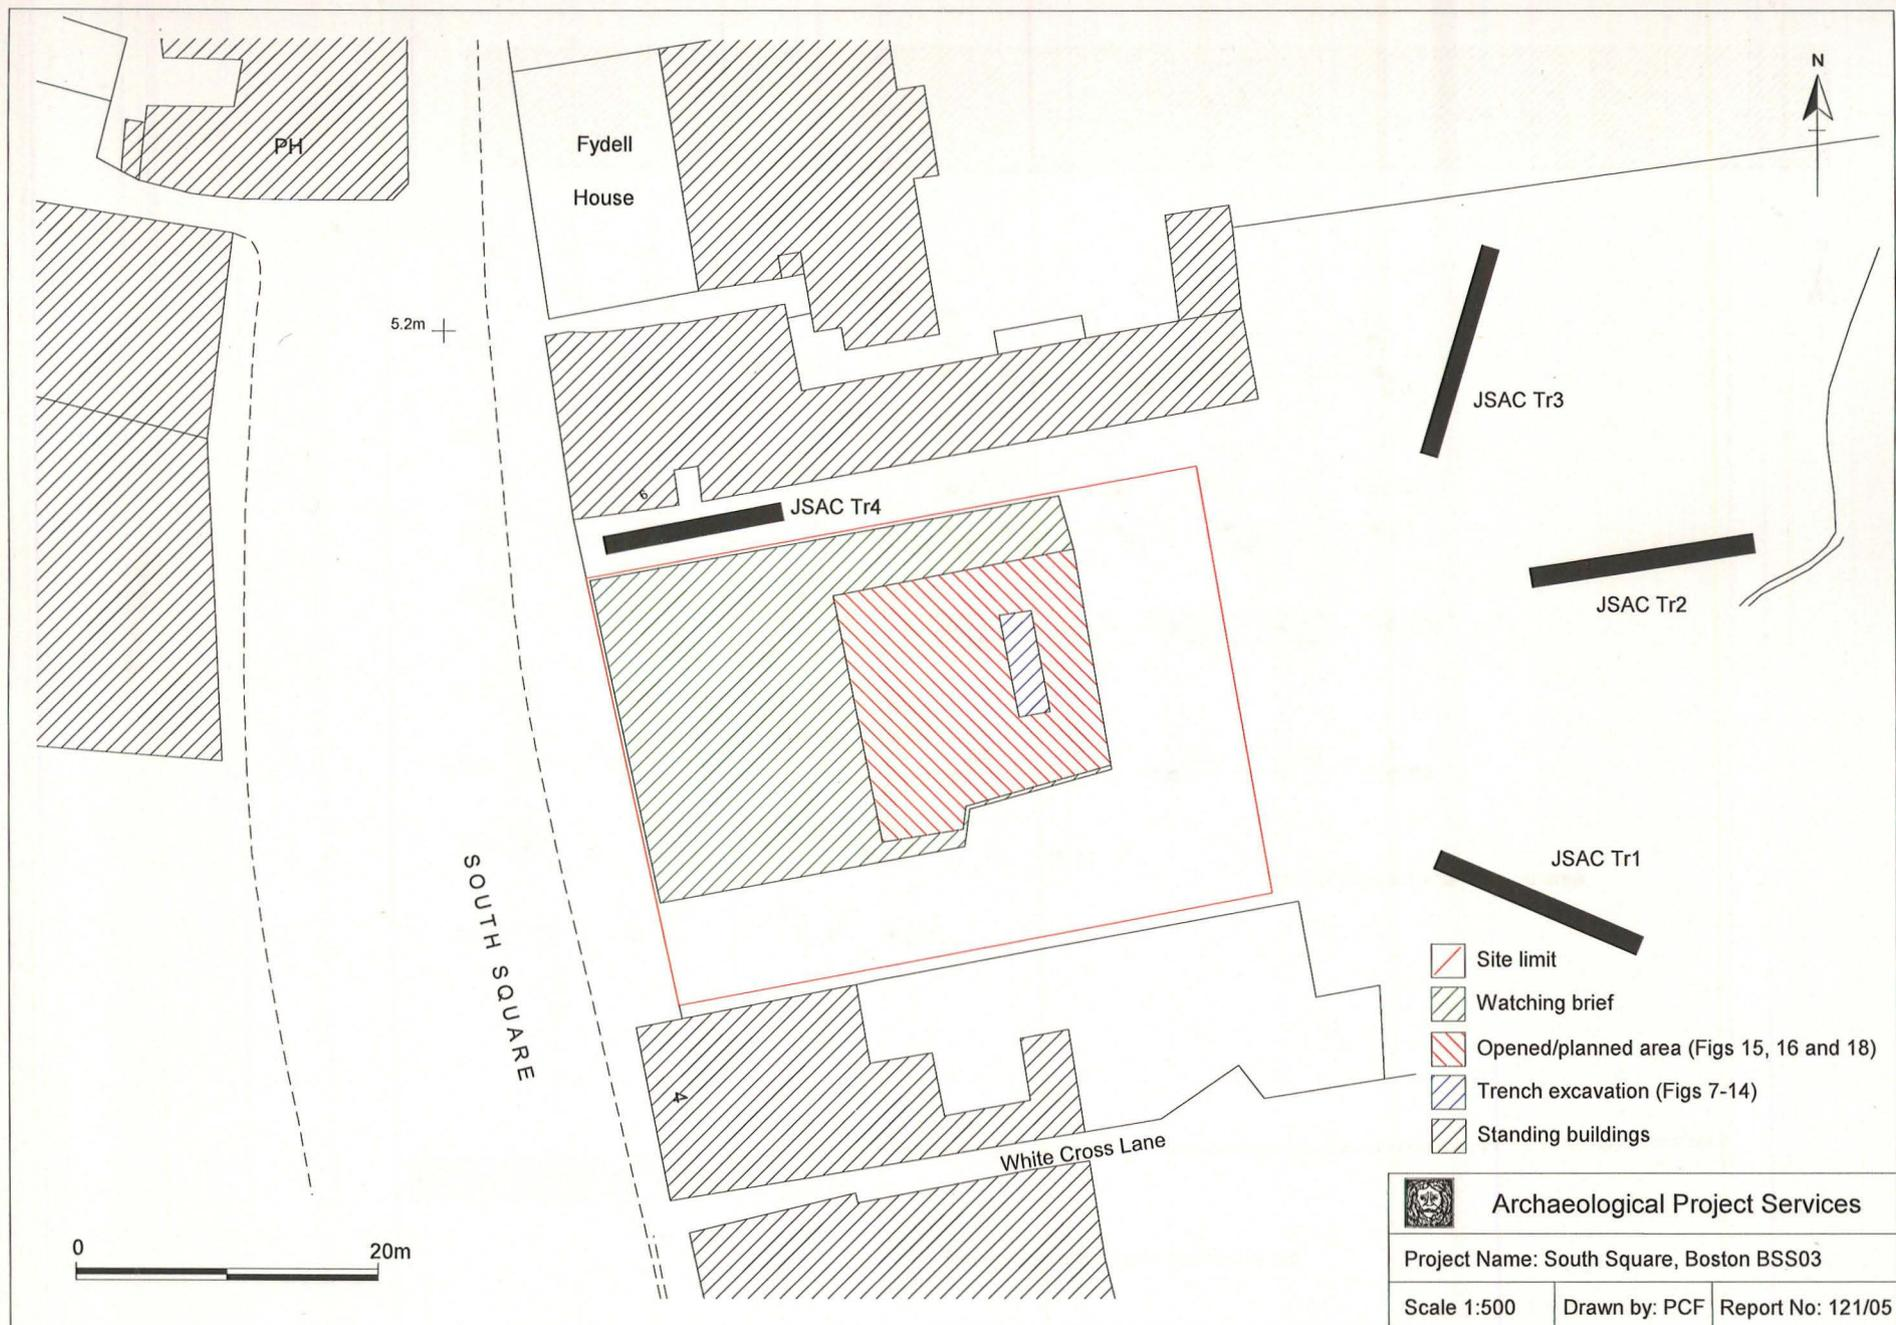 N
PH
Fydell
House
5.2m
JSAC Tr3
6
JSAC Tr4
JSAC Tr2
JSAC Tr1
SOUTH SQUARE
Site limit
Watching brief
Opened/planned area (Figs 15, 16 and 18)
Trench excavation (Figs 7-14)
Standing buildings
4
White Cross Lane
0 20m
Archaeological Project Services
Project Name: South Square, Boston BSS03
Scale 1:500 Drawn by: PCF Report No: 121/05